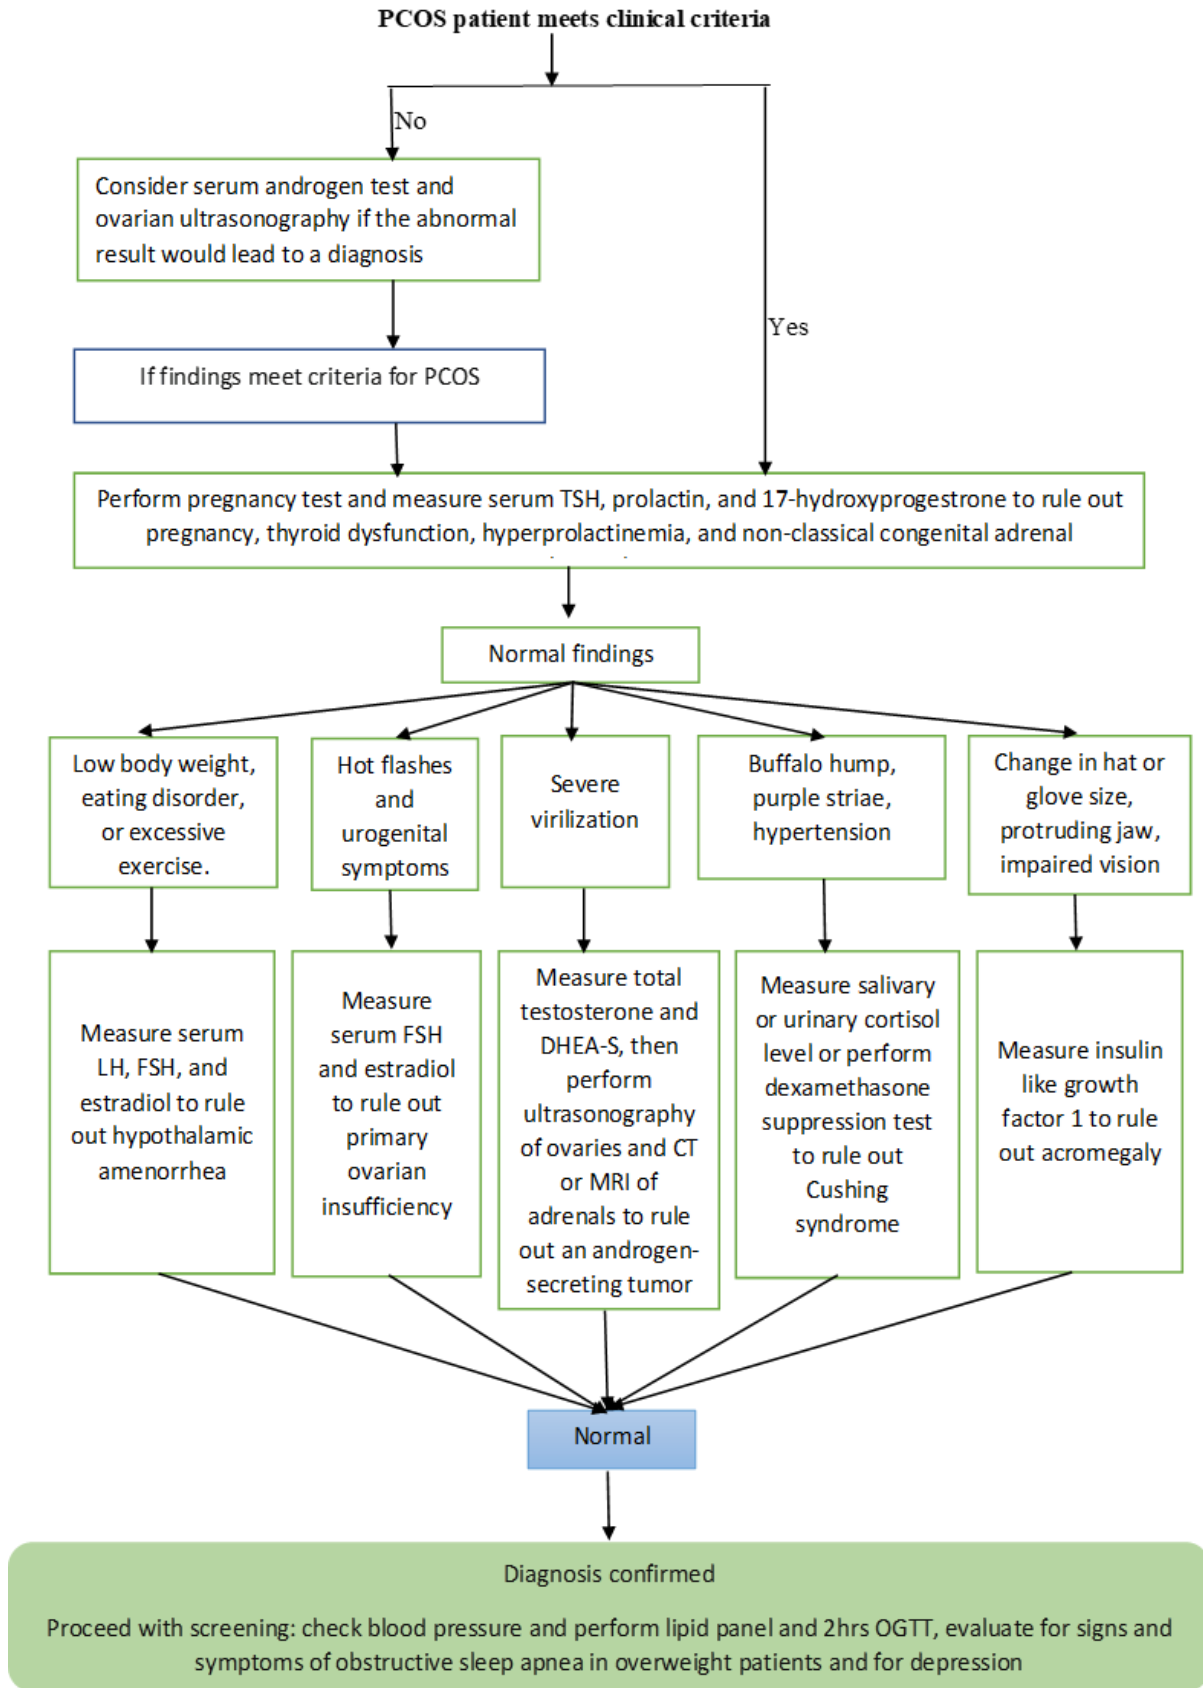 PCOS patient meets clinical criteria
No
Consider serum androgen test and
ovarian ultrasonography if the abnormal
result would lead to a diagnosis
Yes
If findings meet criteria for PCOS
Perform pregnancy test and measure serum TSH, prolactin, and 17-hydroxyprogestrone to rule out
pregnancy, thyroid dysfunction, hyperprolactinemia, and non-classical congenital adrenal
Normal findings
Low body weight,
eating disorder,
or excessive
exercise.
Hot flashes
and
urogenital
symptoms
Severe
virilization
Buffalo hump,
purple striae,
hypertension
Change in hat or
glove size,
protruding jaw,
impaired vision
Measure serum
LH, FSH, and
estradiol to rule
out hypothalamic
amenorrhea
Measure
serum FSH
and estradiol
to rule out
primary
ovarian
insufficiency
Measure total
testosterone and
DHEA-S, then
perform
ultrasonography
of ovaries and CT
or MRI of
adrenals to rule
out an androgen-
secreting tumor
Measure salivary
or urinary cortisol
level or perform
dexamethasone
suppression test
to rule out
Cushing
syndrome
Measure insulin
like growth
factor 1 to rule
out acromegaly
Normal
Diagnosis confirmed
Proceed with screening: check blood pressure and perform lipid panel and 2hrs OGTT, evaluate for signs and
symptoms of obstructive sleep apnea in overweight patients and for depression